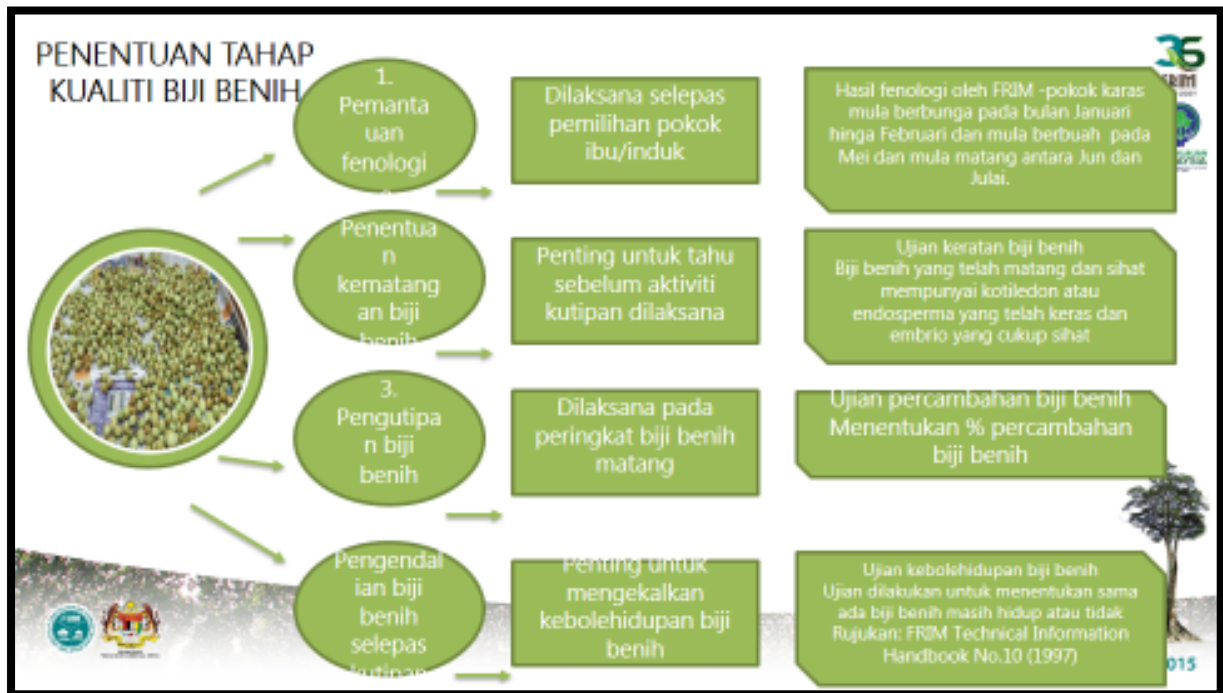 PENENTUAN TAHAP
KUALITI BIJI BENIH
1.
Pemanta
uan
fenologi
Dilaksana selepas
pemilihan pokok
ibu/induk
Hasil fenologi oleh FRIM -pokok karas
mula berbunga pada bulan Januari
hingga Februari dan mula berbuah pada
Mei dan mula matang antara Jun dan
Julai.
Penentua
n
kematang
an biji
benih
Penting untuk tahu
sebelum aktiviti
kutipan dilaksana
Ujian keratan biji benih
Biji benih yang telah matang dan sihat
mempunyai kotiledon atau
endosperma yang telah keras dan
embrio yang cukup sihat
3.
Pengutipa
n biji
benih
Dilaksana pada
peringkat biji benih
matang
Ujian percambahan biji benih
Menentukan % percambahan
biji benih
Pengendal
ian biji
benih
selepas
kutipan
Penting untuk
mengekalkan
kebolehidupan biji
benih
Ujian kebolehidupan biji benih
Ujian dilakukan untuk menentukan sama
ada biji benih masih hidup atau tidak
Rujukan: FRIM Technical Information
Handbook No.10 (1997)
36
FRIM
015